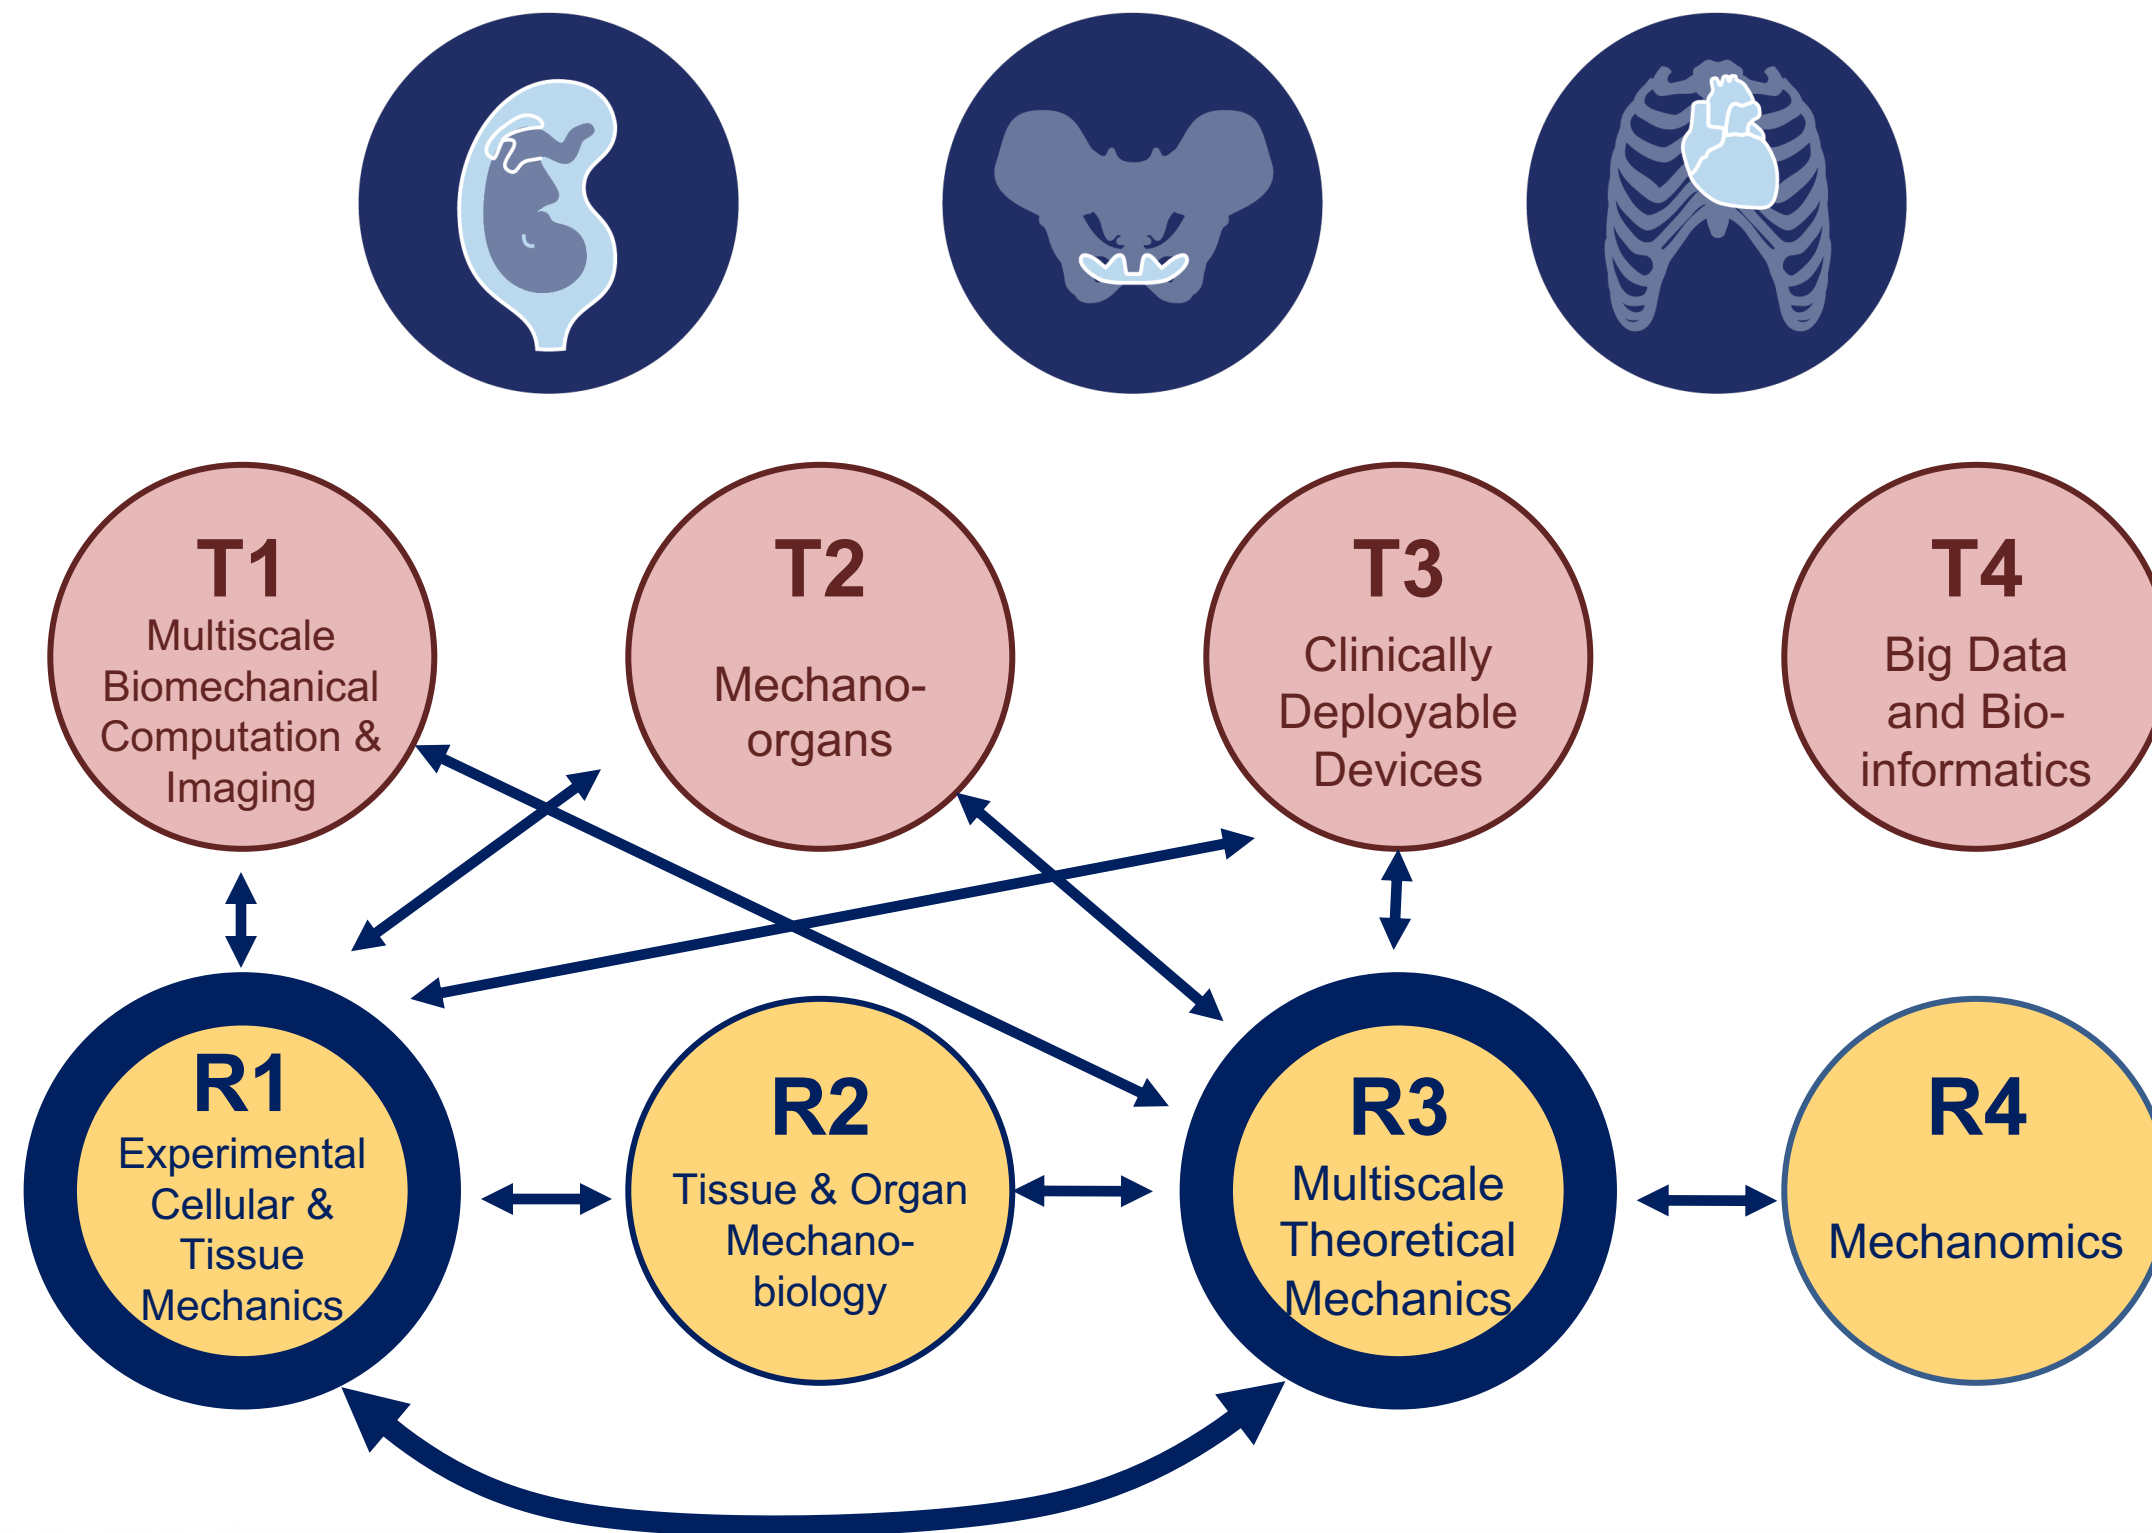 T1
Multiscale
Biomechanical
Computation &
Imaging
T2
Mechano-
organs
T3
Clinically
Deployable
Devices
T4
Big Data
and Bio-
informatics
R1
Experimental
Cellular &
Tissue
Mechanics
R2
Tissue & Organ
Mechano-
biology
R3
Multiscale
Theoretical
Mechanics
R4
Mechanomics